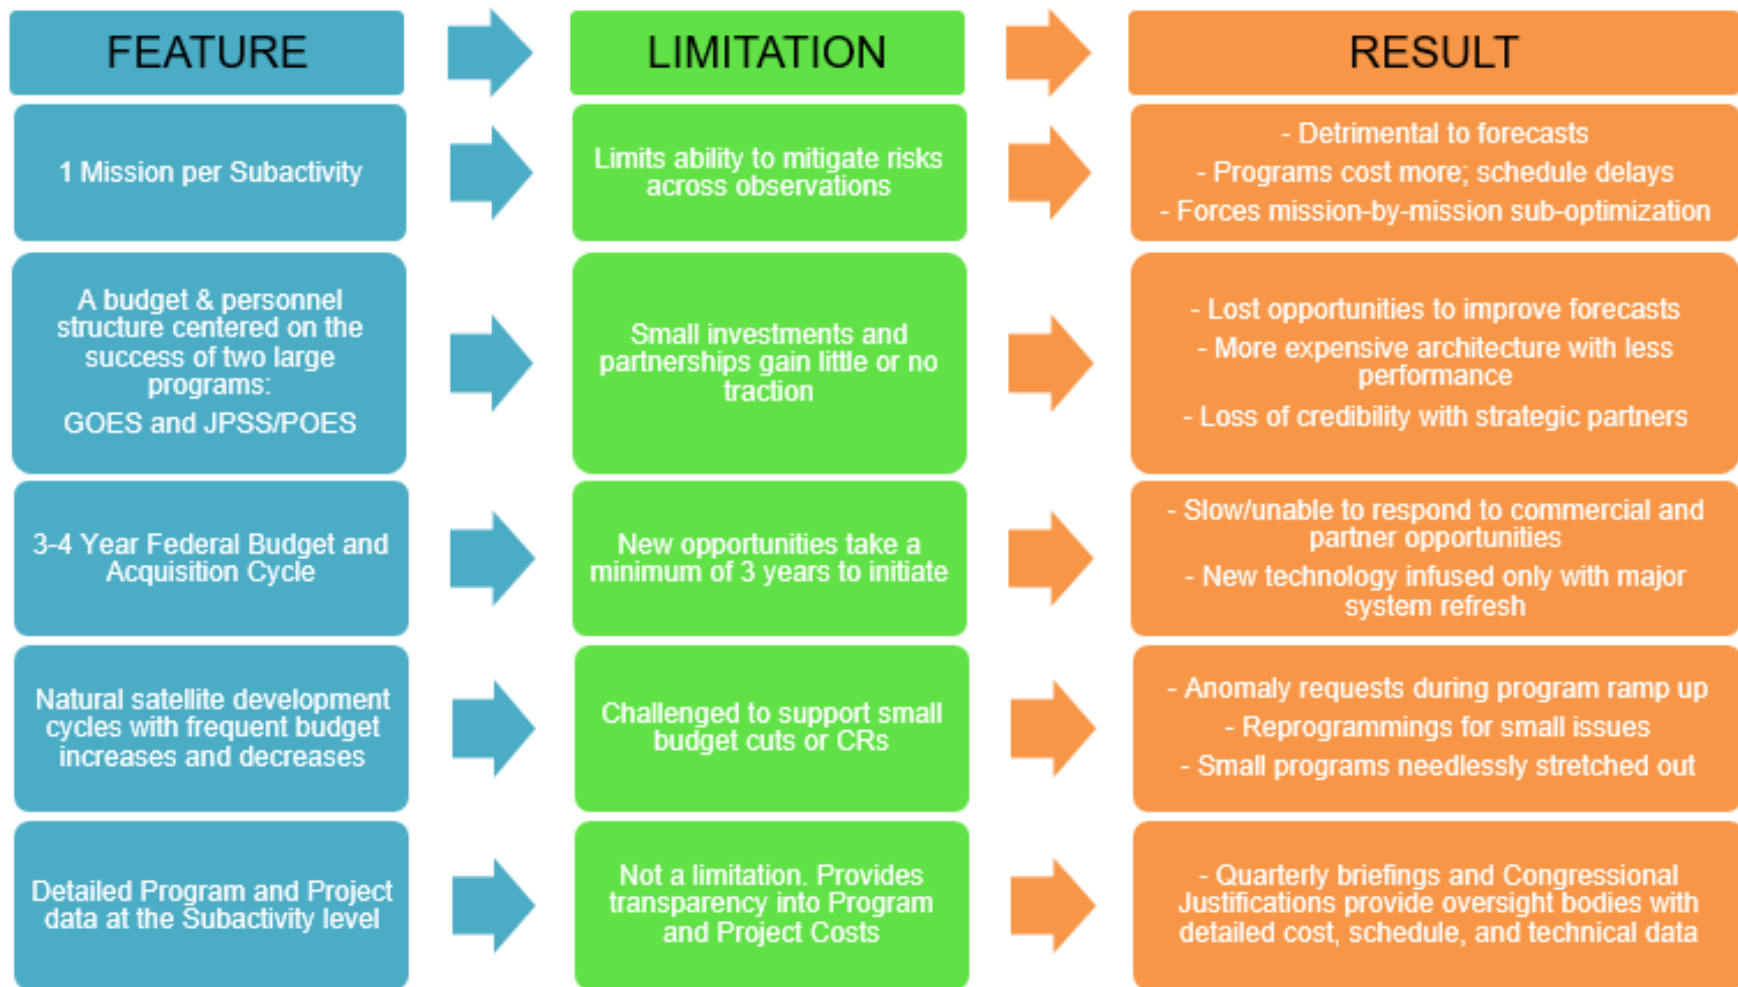 FEATURE
LIMITATION
RESULT
1 Mission per Subactivity
Limits ability to mitigate risks
across observations
- Detrimental to forecasts
- Programs cost more; schedule delays
- Forces mission-by-mission sub-optimization
A budget & personnel
structure centered on the
success of two large
programs:
GOES and JPSS/POES
Small investments and
partnerships gain little or no
traction
- Lost opportunities to improve forecasts
- More expensive architecture with less
performance
- Loss of credibility with strategic partners
3-4 Year Federal Budget and
Acquisition Cycle
New opportunities take a
minimum of 3 years to initiate
- Slow/unable to respond to commercial and
partner opportunities
- New technology infused only with major
system refresh
Natural satellite development
cycles with frequent budget
increases and decreases
Challenged to support small
budget cuts or CRs
- Anomaly requests during program ramp up
- Reprogrammings for small issues
- Small programs needlessly stretched out
Detailed Program and Project
data at the Subactivity level
Not a limitation. Provides
transparency into Program
and Project Costs
- Quarterly briefings and Congressional
Justifications provide oversight bodies with
detailed cost, schedule, and technical data